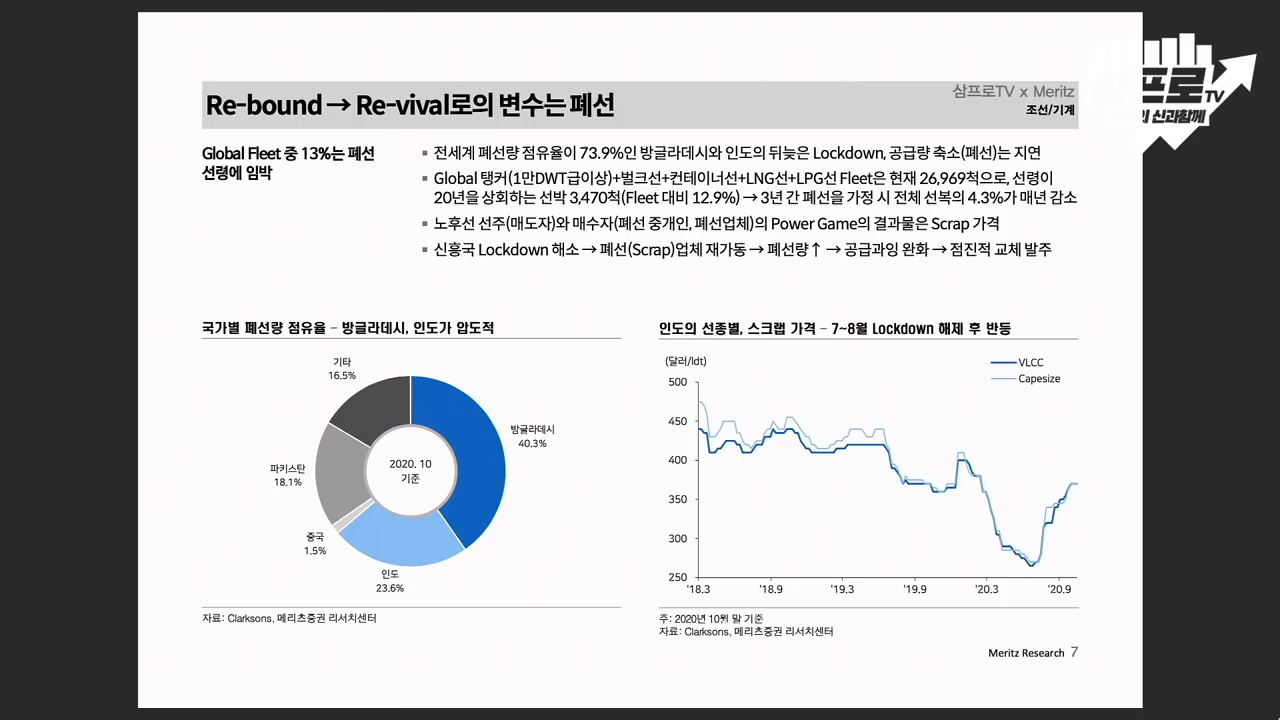 Re-bound → Re-vival로의 변수는 폐선
삼프로TV x Meritz
조선/기계
삼프로TV
의 신과함께
Global Fleet 중 13%는 폐선
선령에 임박
▪ 전세계 폐선량 점유율이 73.9%인 방글라데시와 인도의 뒤늦은 Lockdown, 공급량 축소(폐선)는 지연
▪ Global 탱커(1만DWT급이상)+벌크선+컨테이너선+LNG선+LPG선 Fleet은 현재 26,969척으로, 선령이
20년을 상회하는 선박 3,470척(Fleet 대비 12.9%) → 3년 간 폐선을 가정 시 전체 선복의 4.3%가 매년 감소
▪ 노후선 선주(매도자)와 매수자(폐선 중개인, 폐선업체)의 Power Game의 결과물은 Scrap 가격
▪ 신흥국 Lockdown 해소 → 폐선(Scrap)업체 재가동 → 폐선량↑ → 공급과잉 완화 → 점진적 교체 발주
국가별 폐선량 점유율 – 방글라데시, 인도가 압도적
기타
16.5%
방글라데시
40.3%
2020. 10
기준
파키스탄
18.1%
중국
1.5%
인도
23.6%
자료: Clarksons, 메리츠증권 리서치센터
인도의 선종별, 스크랩 가격 – 7~8월 Lockdown 해제 후 반등
(달러/ldt)
VLCC
Capesize
500
450
400
350
300
250
'18.3
'18.9
'19.3
'19.9
'20.3
'20.9
주: 2020년 10월 말 기준
자료: Clarksons, 메리츠증권 리서치센터
Meritz Research 7